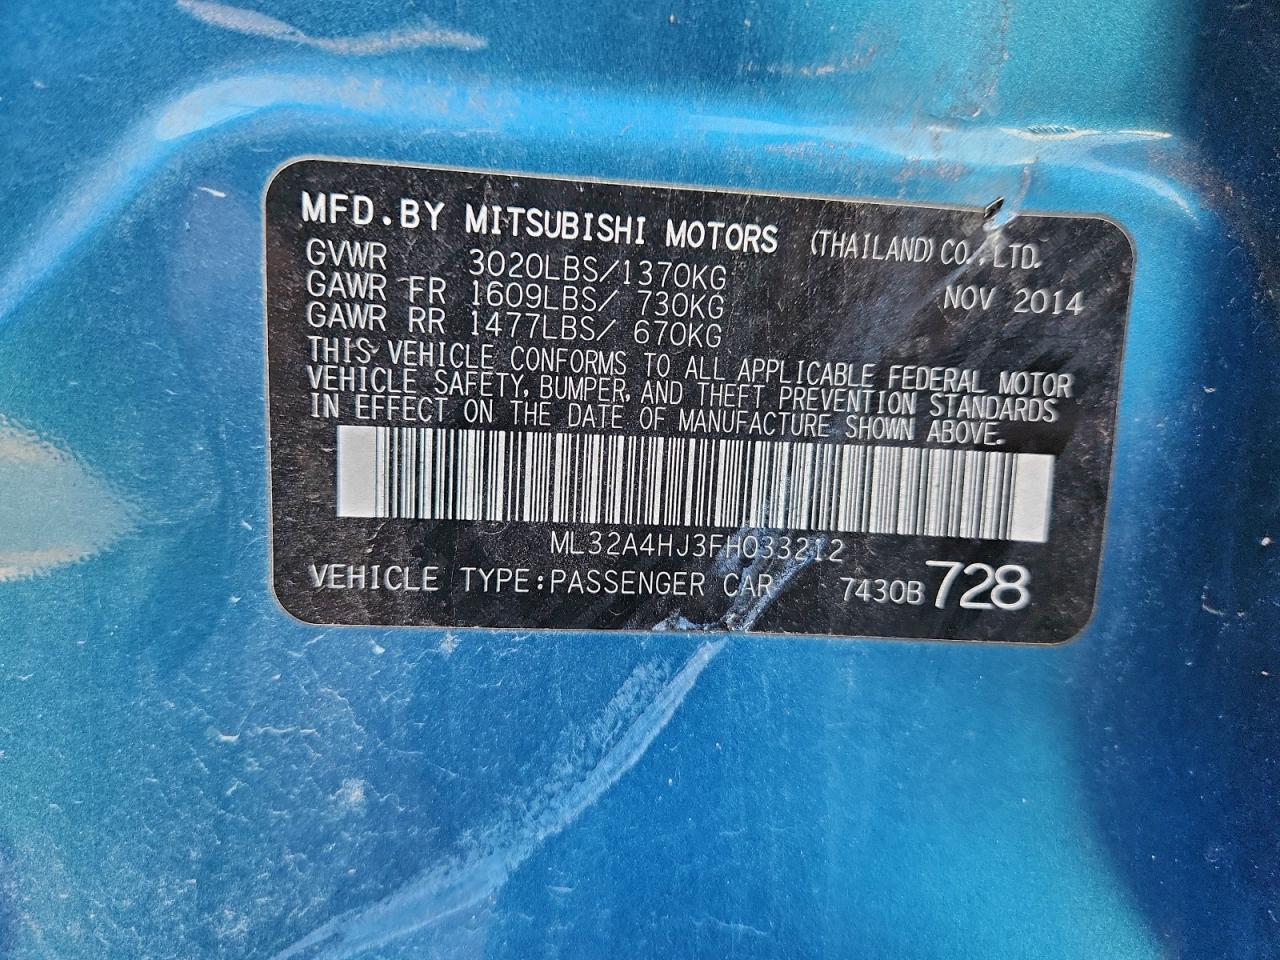 MFD.BY MITSUBISHI MOTORS (THAILAND) CO.,LTD.
GVWR 3020LBS/1370KG NOV 2014
GAWR FR 1609LBS/ 730KG
GAWR RR 1477LBS/ 670KG
THIS VEHICLE CONFORMS TO ALL APPLICABLE FEDERAL MOTOR
VEHICLE SAFETY, BUMPER, AND THEFT PREVENTION STANDARDS
IN EFFECT ON THE DATE OF MANUFACTURE SHOWN ABOVE.
ML32A4HJ3FH033212
VEHICLE TYPE:PASSENGER CAR 7430B 728